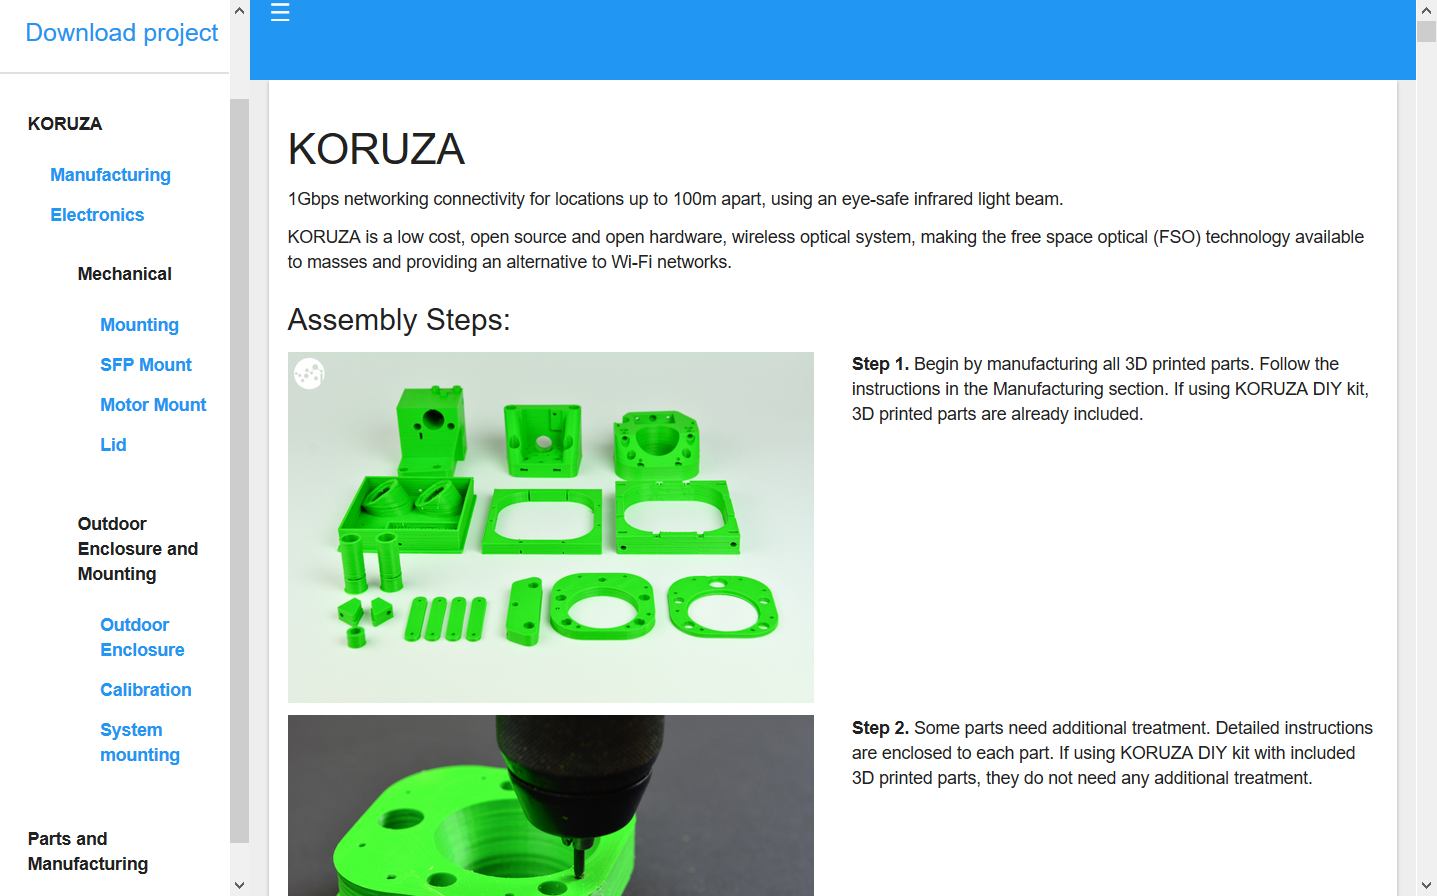 Download project
KORUZA
Manufacturing
Electronics
Mechanical
Mounting
SFP Mount
Motor Mount
Lid
Outdoor
Enclosure and
Mounting
Outdoor
Enclosure
Calibration
System
mounting
Parts and
Manufacturing
KORUZA
1Gbps networking connectivity for locations up to 100m apart, using an eye-safe infrared light beam.
KORUZA is a low cost, open source and open hardware, wireless optical system, making the free space optical (FSO) technology available
to masses and providing an alternative to Wi-Fi networks.
Assembly Steps:
Step 1. Begin by manufacturing all 3D printed parts. Follow the
instructions in the Manufacturing section. If using KORUZA DIY kit,
3D printed parts are already included.
Step 2. Some parts need additional treatment. Detailed instructions
are enclosed to each part. If using KORUZA DIY kit with included
3D printed parts, they do not need any additional treatment.